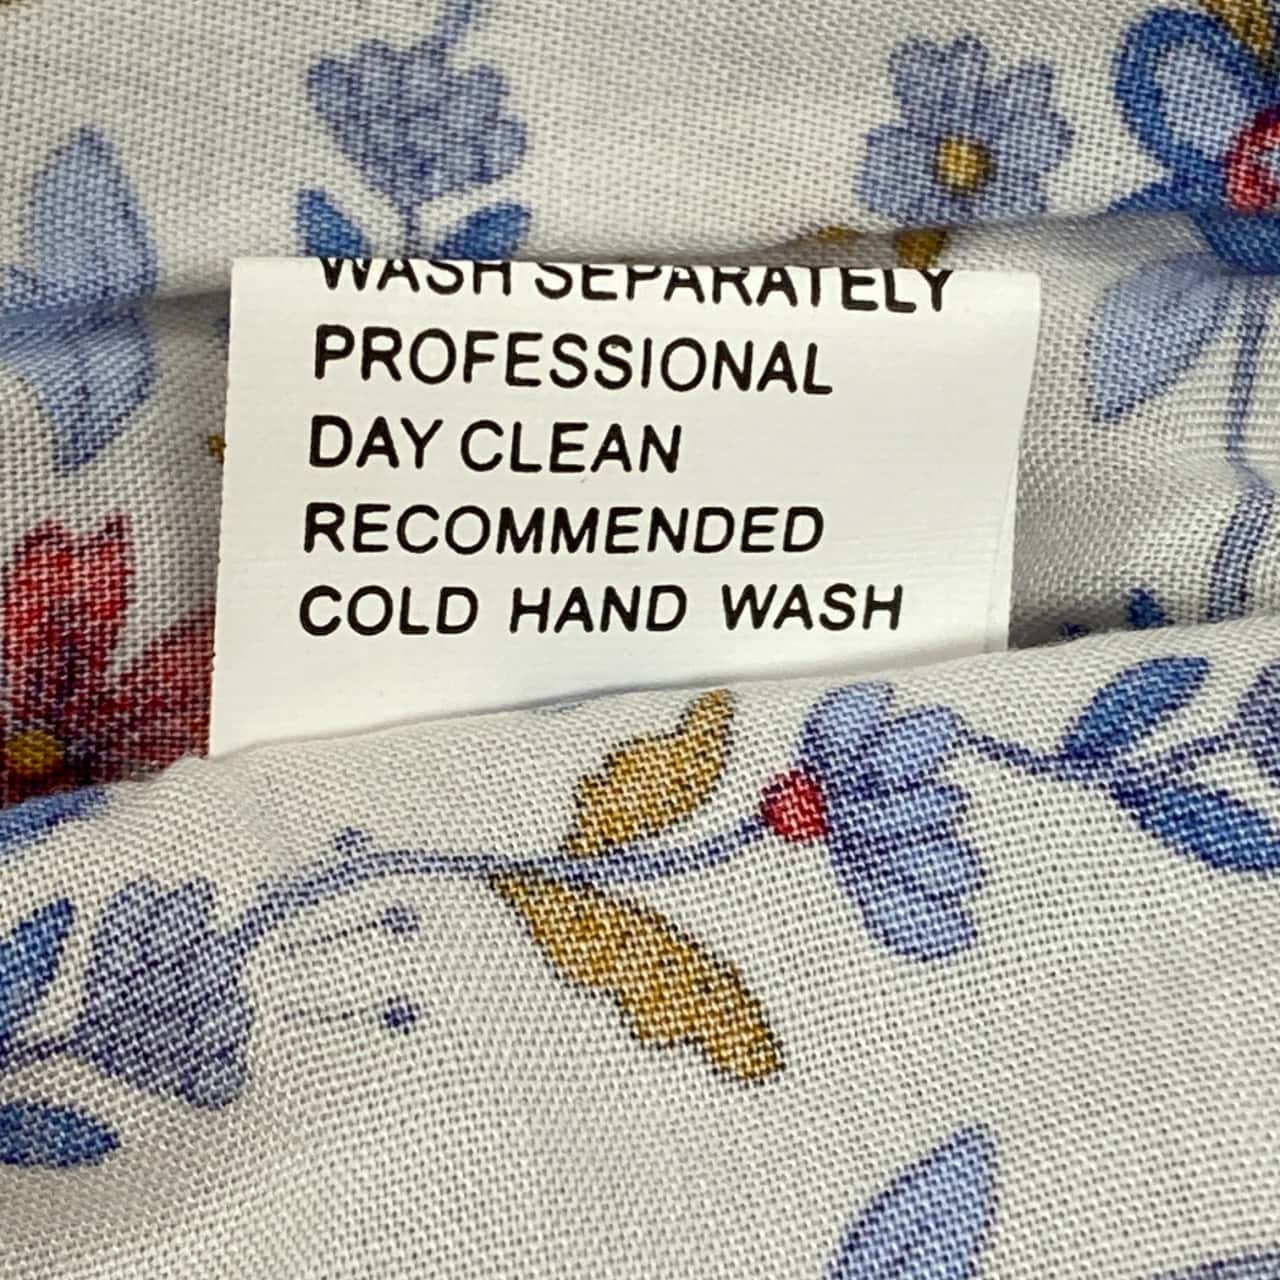 WASH SEPARATELY
PROFESSIONAL
DAY CLEAN
RECOMMENDED
COLD HAND WASH